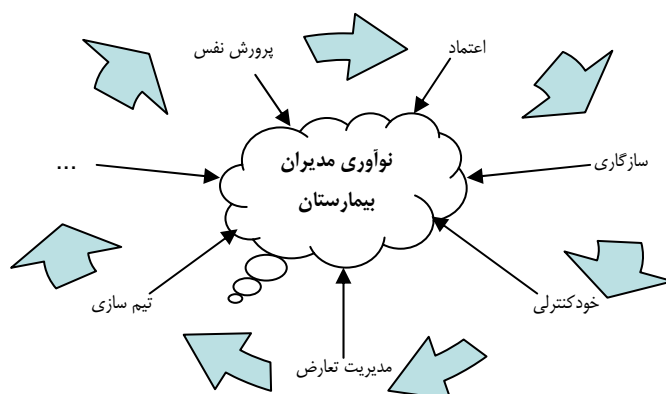 اعتماد
پرورش نفس
نوآوری مدیران
بیمارستان
سازگاری
...
خودکنترلی
تیم سازی
مدیریت تعارض